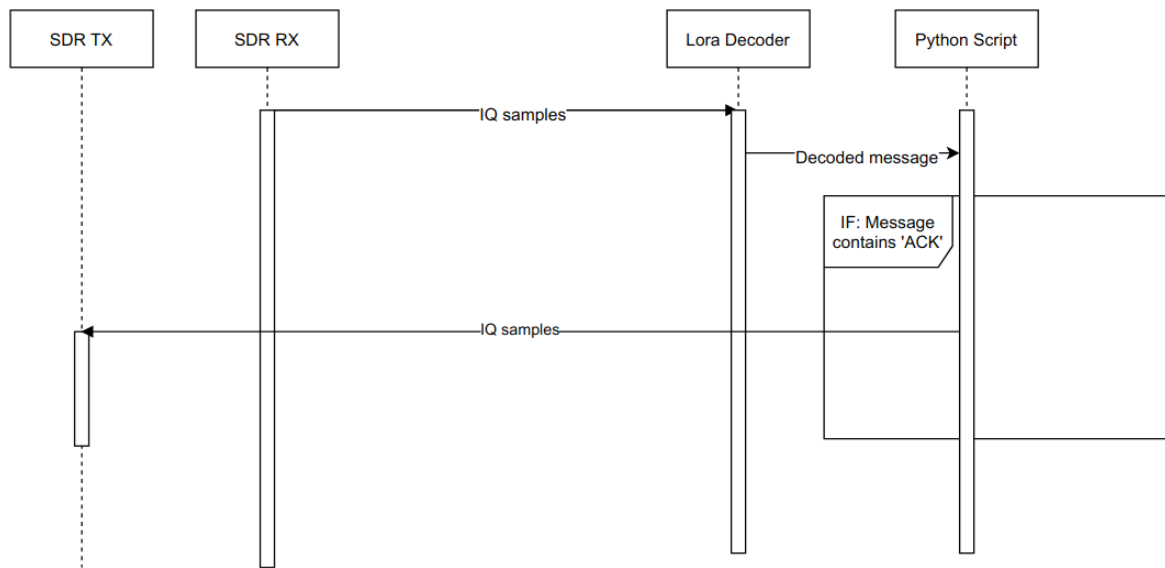 SDR TX
SDR RX
Lora Decoder
Python Script
IQ samples
Decoded message
IF: Message
contains 'ACK'
IQ samples